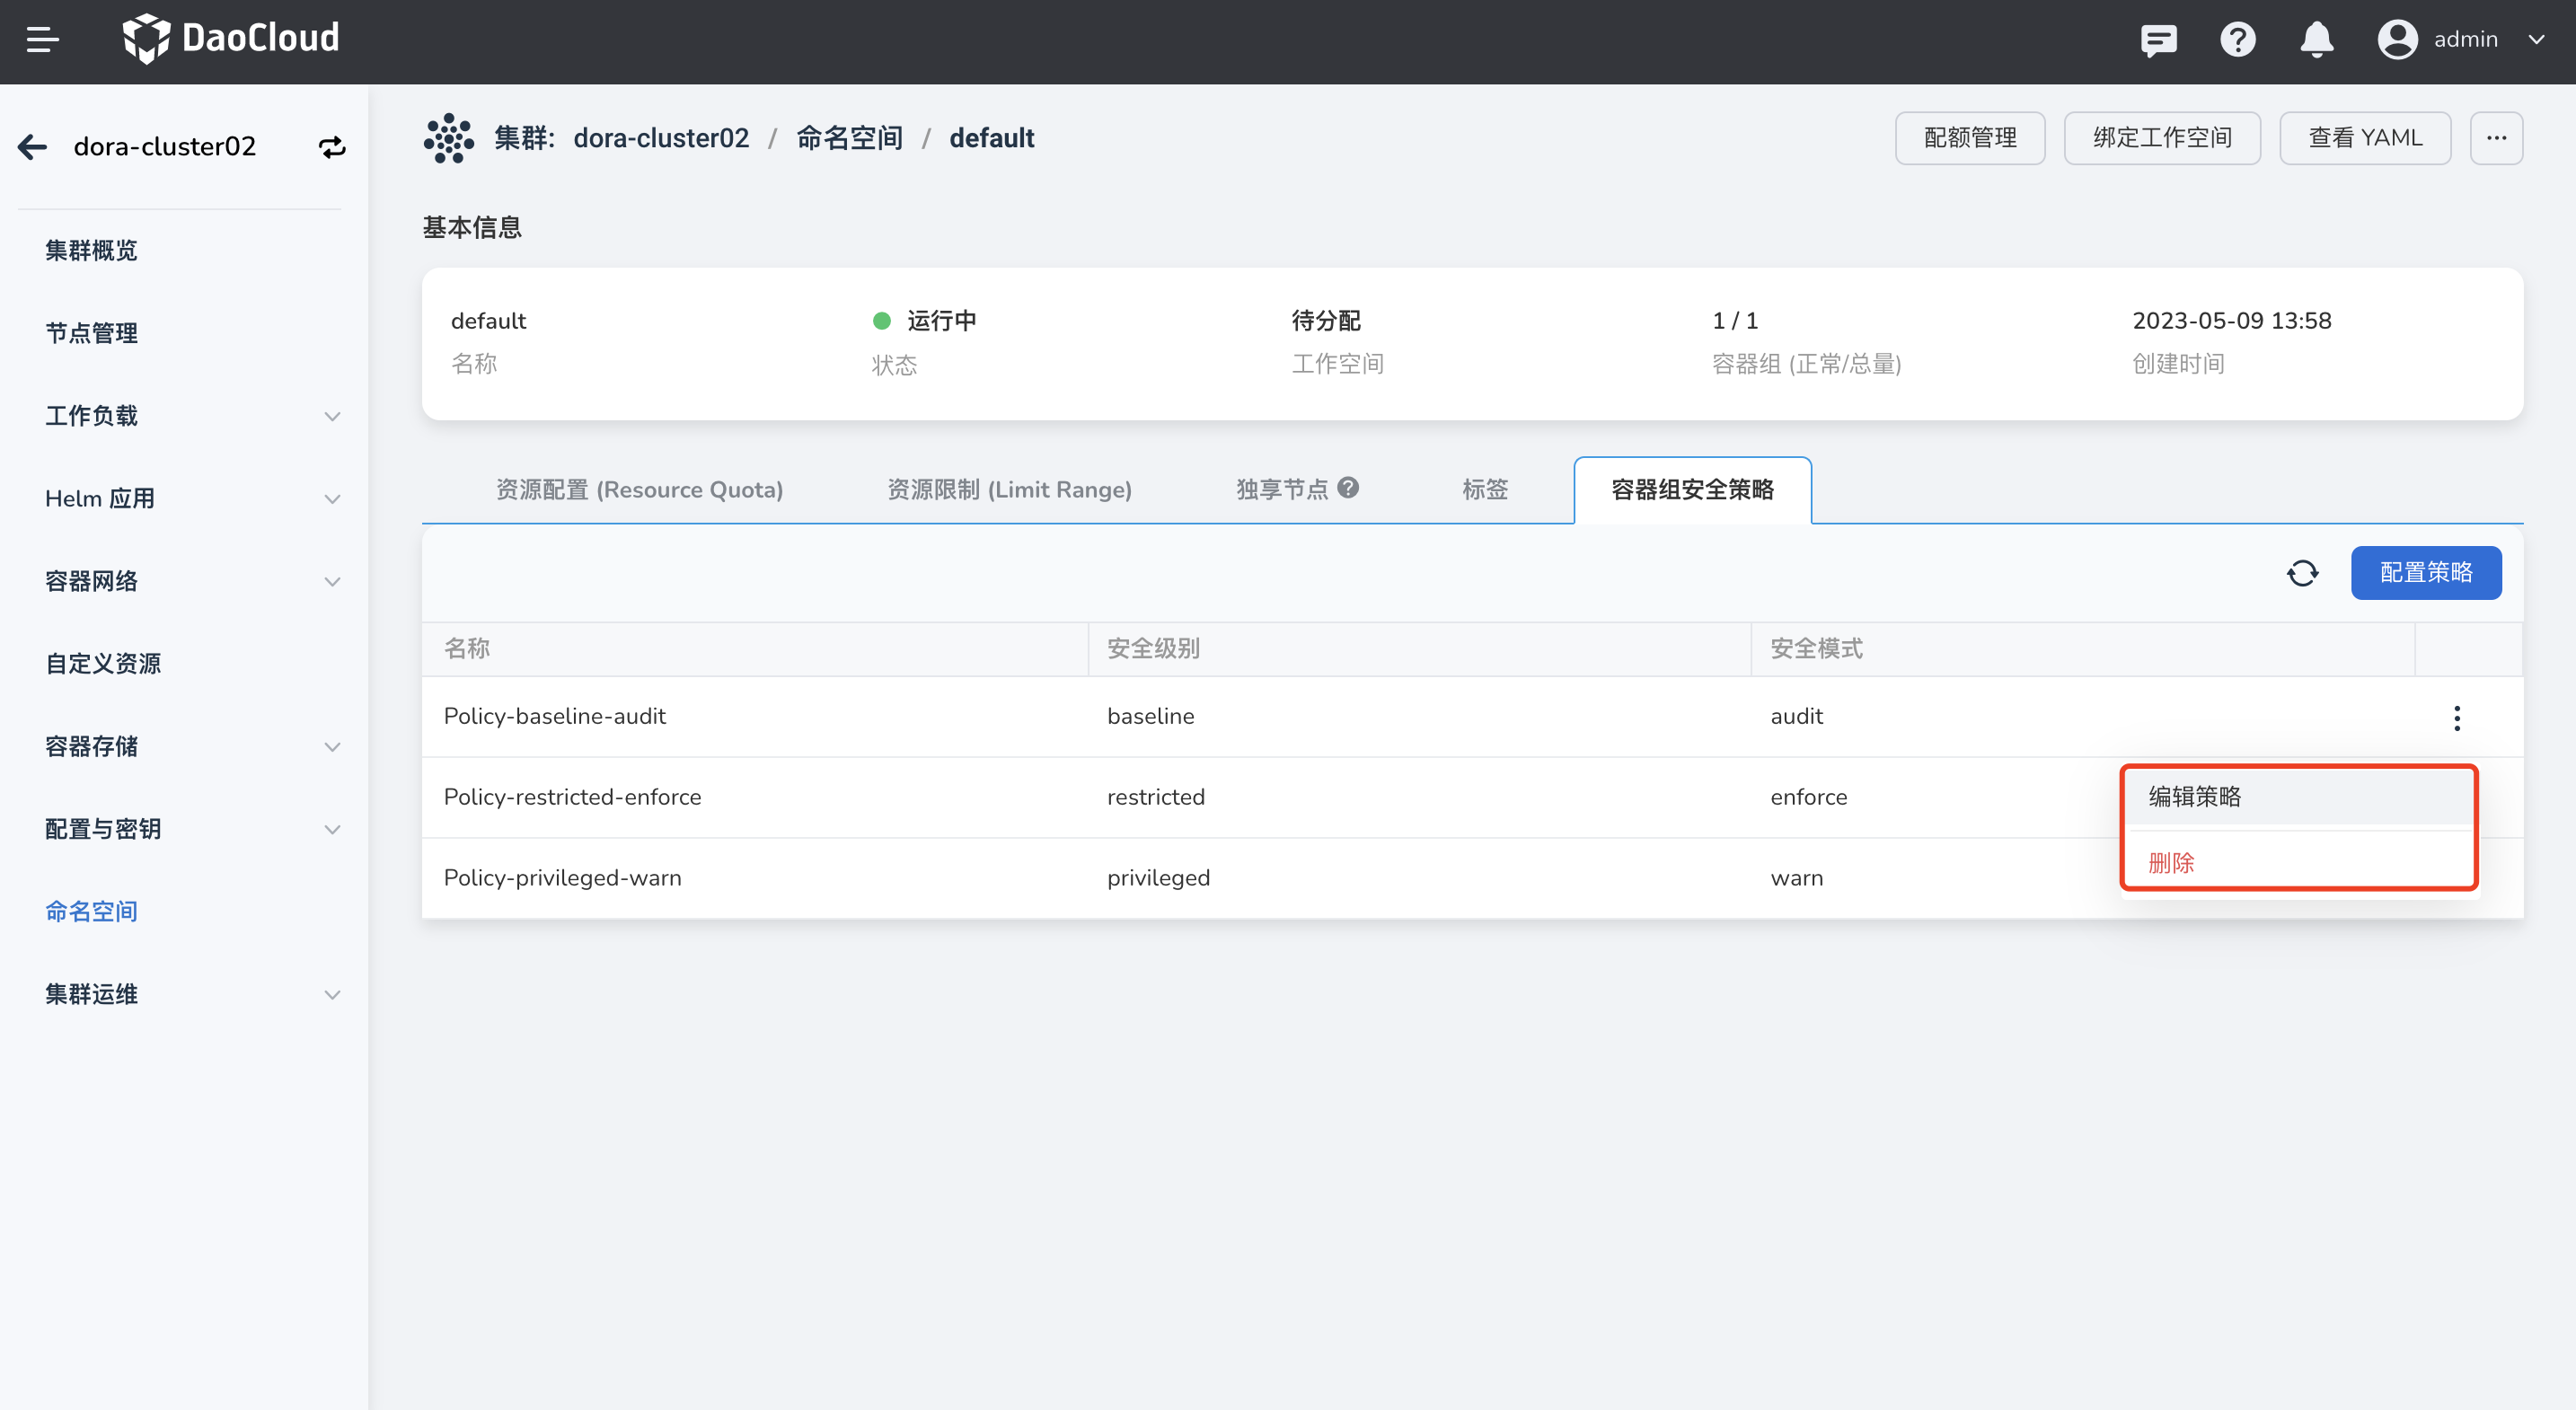 DaoCloud
admin
dora-cluster02
集群概览
节点管理
工作负载
Helm 应用
容器网络
自定义资源
容器存储
配置与密钥
命名空间
集群运维
集群: dora-cluster02 / 命名空间 / default
配额管理
绑定工作空间
查看 YAML
基本信息
default
名称
运行中
状态
待分配
工作空间
1 / 1
容器组 (正常/总量)
2023-05-09 13:58
创建时间
资源配置 (Resource Quota)
资源限制 (Limit Range)
独享节点
标签
容器组安全策略
配置策略
名称 安全级别 安全模式
Policy-baseline-audit baseline audit
Policy-restricted-enforce restricted enforce
Policy-privileged-warn privileged warn
编辑策略
删除